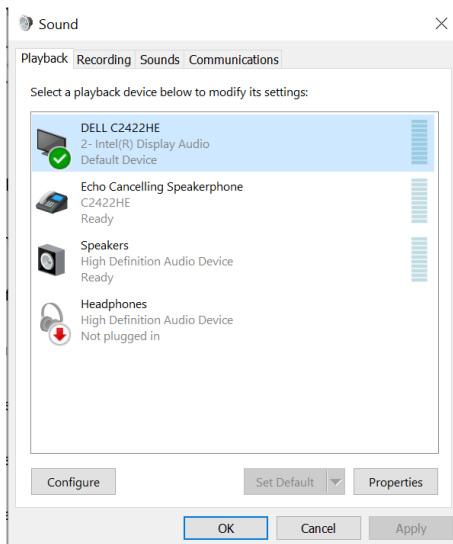 Sound
Playback Recording Sounds Communications
Select a playback device below to modify its settings:
DELL C2422HE
2- Intel(R) Display Audio
Default Device
Echo Cancelling Speakerphone
C2422HE
Ready
Speakers
High Definition Audio Device
Ready
Headphones
High Definition Audio Device
Not plugged in
Configure Set Default Properties
OK Cancel Apply